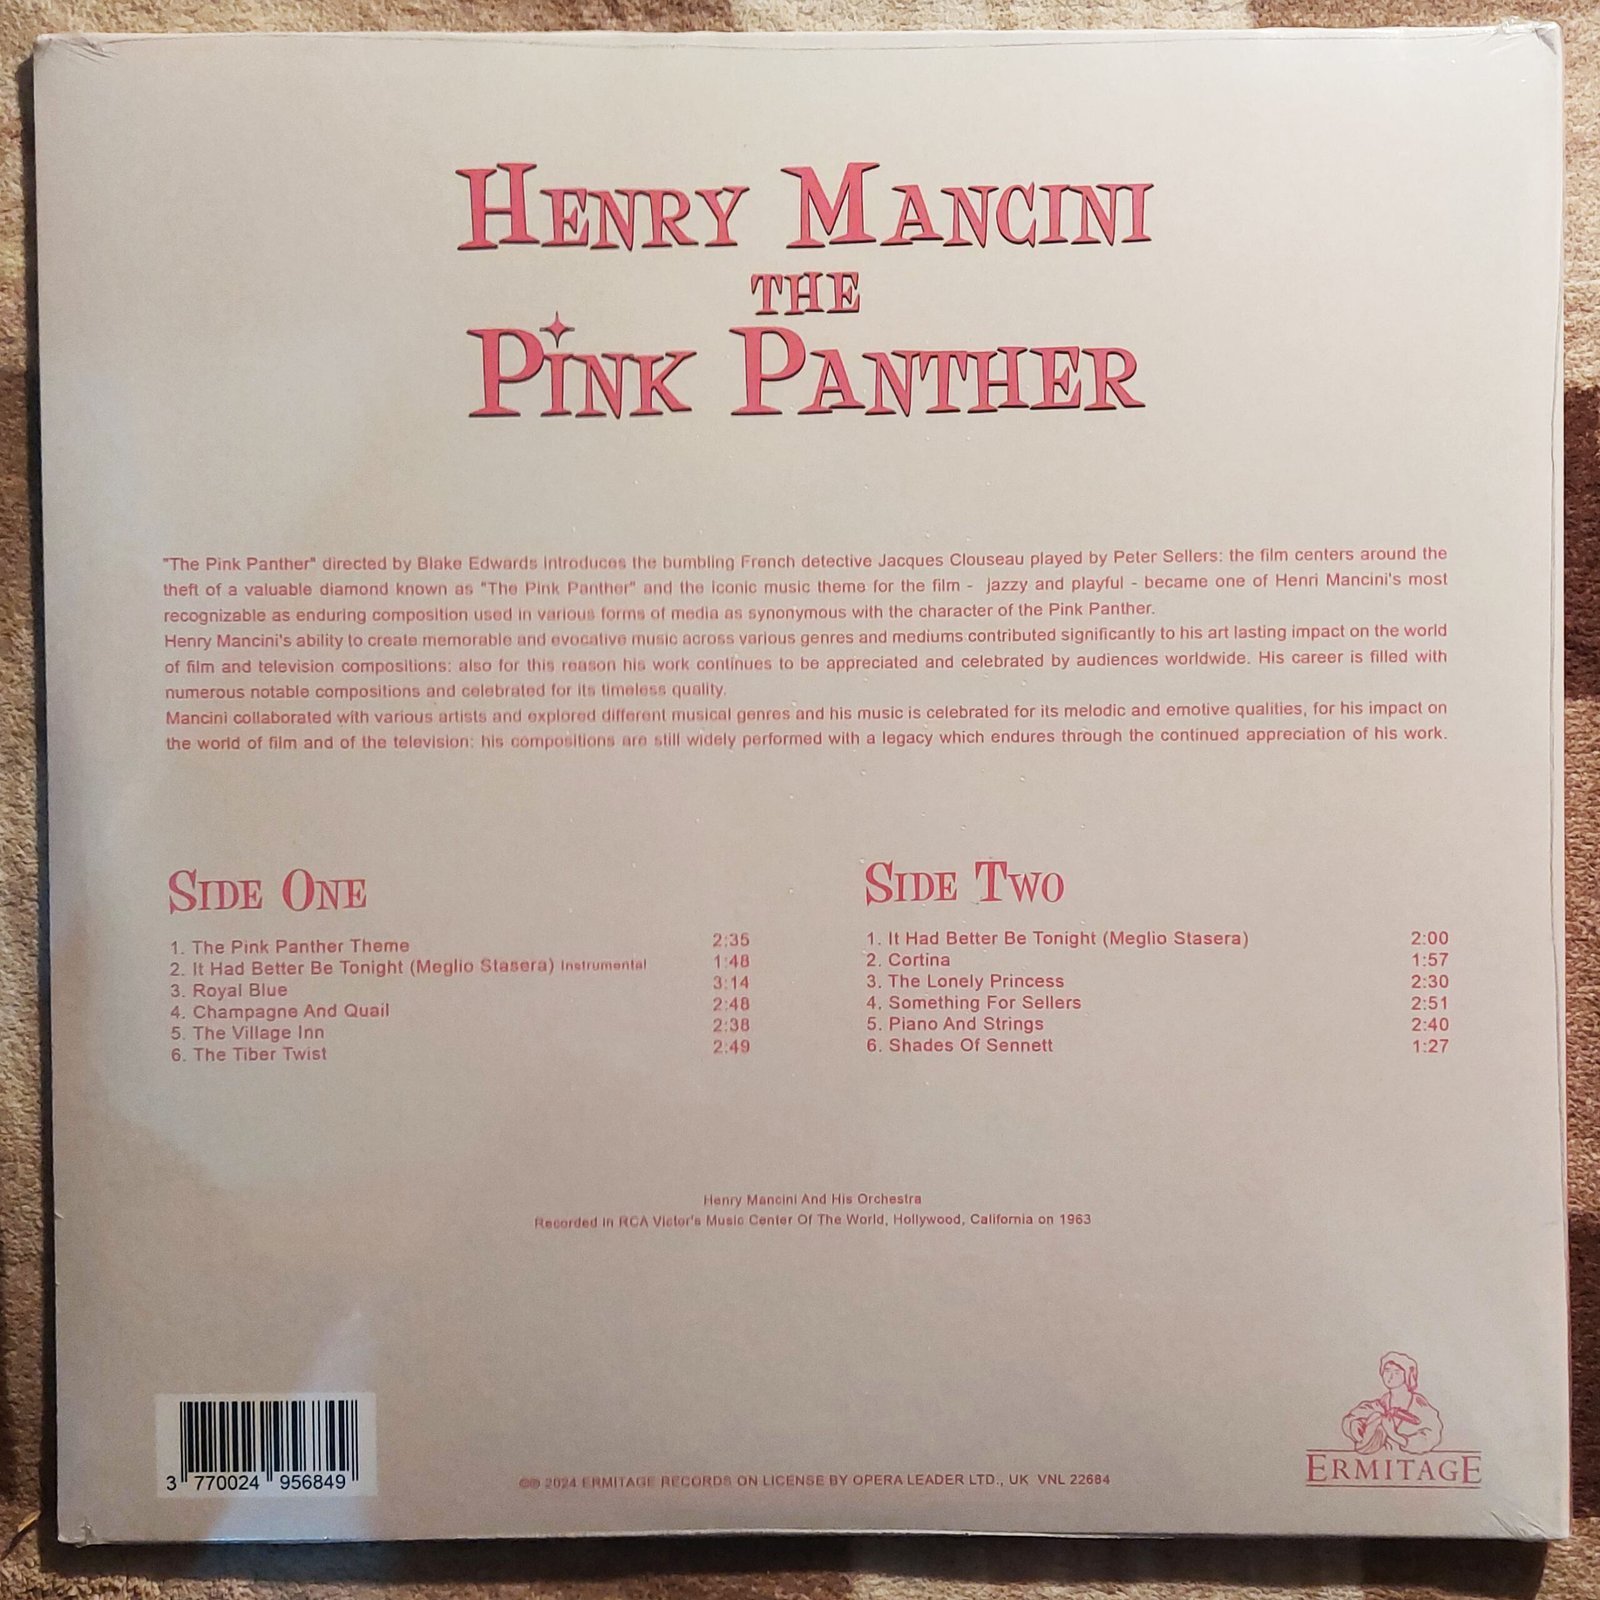 HENRY MANCINI
THE
PINK PANTHER
"The Pink Panther" directed by Blake Edwards introduces the bumbling French detective Jacques Clouseau played by Peter Sellers: the film centers around the
theft of a valuable diamond known as "The Pink Panther" and the iconic music theme for the film - jazzy and playful - became one of Henri Mancini's most
recognizable as enduring composition used in various forms of media as synonymous with the character of the Pink Panther.
Henry Mancini's ability to create memorable and evocative music across various genres and mediums contributed significantly to his art lasting impact on the world
of film and television compositions: also for this reason his work continues to be appreciated and celebrated by audiences worldwide. His career is filled with
numerous notable compositions and celebrated for its timeless quality.
Mancini collaborated with various artists and explored different musical genres and his music is celebrated for its melodic and emotive qualities, for his impact on
the world of film and of the television: his compositions are still widely performed with a legacy which endures through the continued appreciation of his work.
SIDE ONE
1. The Pink Panther Theme 2:35
2. It Had Better Be Tonight (Meglio Stasera) Instrumental 1:48
3. Royal Blue 3:14
4. Champagne And Quail 2:48
5. The Village Inn 2:38
6. The Tiber Twist 2:49
SIDE TWO
1. It Had Better Be Tonight (Meglio Stasera) 2:00
2. Cortina 1:57
3. The Lonely Princess 2:30
4. Something For Sellers 2:51
5. Piano And Strings 2:40
6. Shades Of Sennett 1:27
Henry Mancini And His Orchestra
Recorded in RCA Victor's Music Center Of The World, Hollywood, California on 1963
3 770024 956849
℗© 2024 ERMITAGE RECORDS ON LICENSE BY OPERA LEADER LTD., UK VNL 22684
ERMITAGE